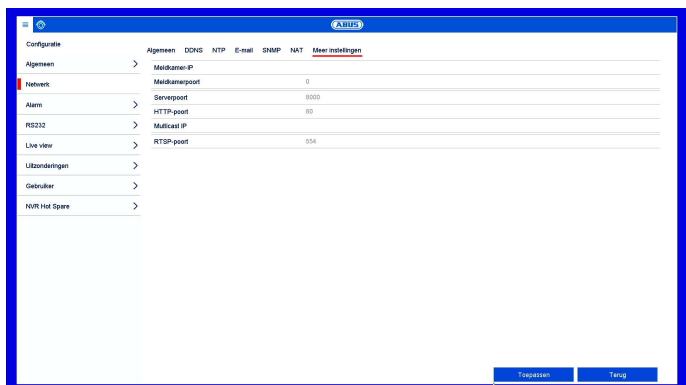 ABUS
Configuratie
Algemeen DDNS NTP E-mail SNMP NAT Meer instellingen
Algemeen
Netwerk
Alarm
RS232
Live view
Uitzonderingen
Gebruiker
NVR Hot Spare
Meldkamer-IP
Meldkamerpoort 0
Serverpoort 8000
HTTP-poort 80
Multicast IP
RTSP-poort 554
Toepassen Terug